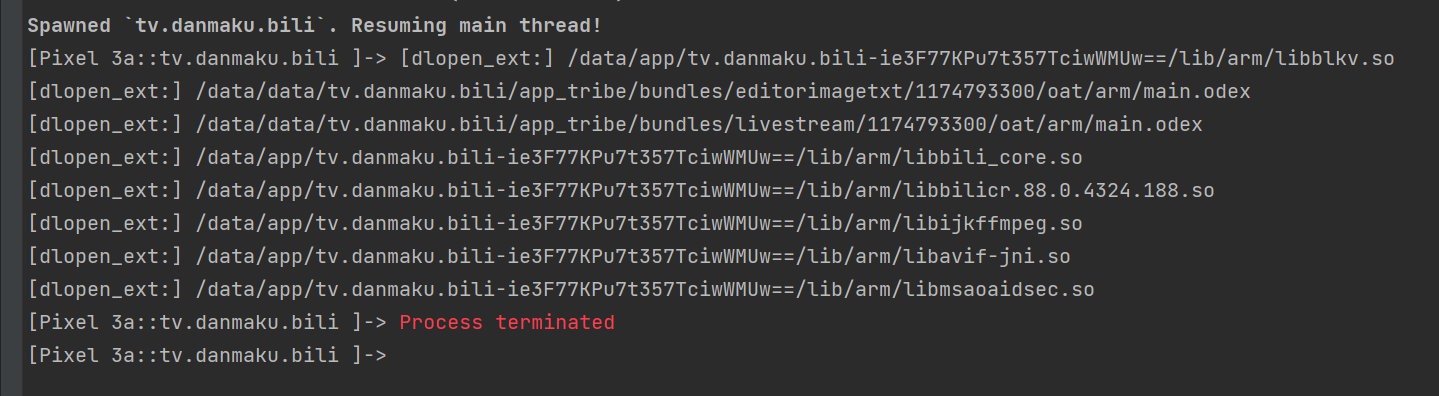 Spawned `tv.danmaku.bili`. Resuming main thread!
[Pixel 3a::tv.danmaku.bili ]-> [dlopen_ext:] /data/app/tv.danmaku.bili-ie3F77KPu7t357TciwWMUw==/lib/arm/libblkv.so
[dlopen_ext:] /data/data/tv.danmaku.bili/app_tribe/bundles/editorimagetxt/1174793300/oat/arm/main.odex
[dlopen_ext:] /data/data/tv.danmaku.bili/app_tribe/bundles/livestream/1174793300/oat/arm/main.odex
[dlopen_ext:] /data/app/tv.danmaku.bili-ie3F77KPu7t357TciwWMUw==/lib/arm/libbili_core.so
[dlopen_ext:] /data/app/tv.danmaku.bili-ie3F77KPu7t357TciwWMUw==/lib/arm/libbilicr.88.0.4324.188.so
[dlopen_ext:] /data/app/tv.danmaku.bili-ie3F77KPu7t357TciwWMUw==/lib/arm/libijkffmpeg.so
[dlopen_ext:] /data/app/tv.danmaku.bili-ie3F77KPu7t357TciwWMUw==/lib/arm/libavif-jni.so
[dlopen_ext:] /data/app/tv.danmaku.bili-ie3F77KPu7t357TciwWMUw==/lib/arm/libmsaoaidsec.so
[Pixel 3a::tv.danmaku.bili ]-> Process terminated
[Pixel 3a::tv.danmaku.bili ]->